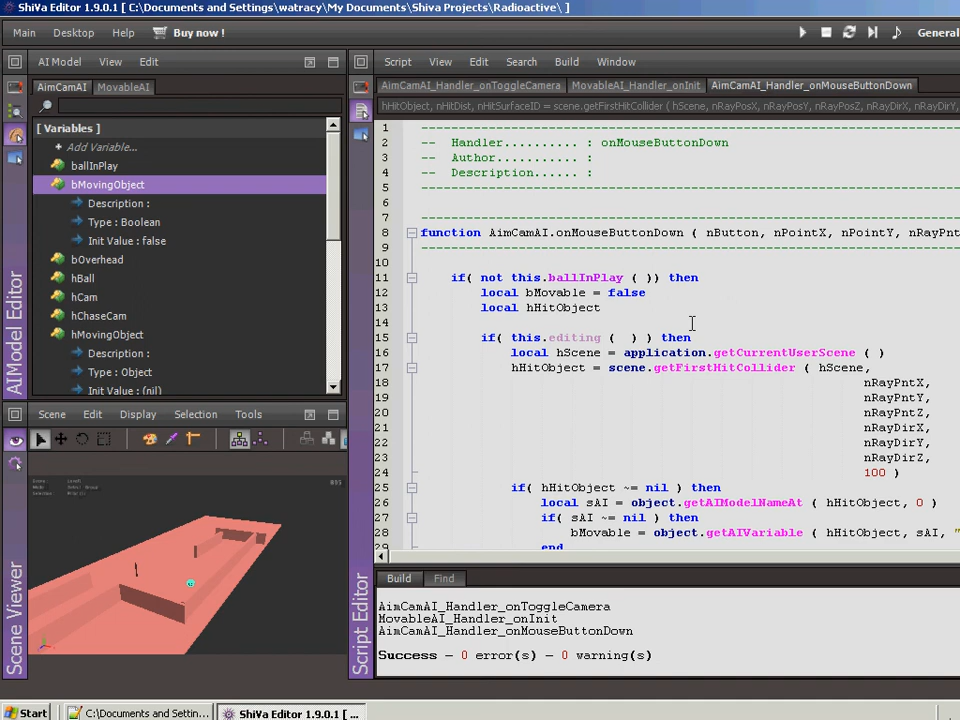 ShiVa Editor 1.9.0.1 [ C:\Documents and Settings\watracy\My Documents\Shiva Projects\Radioactive\ ]
Main Desktop Help Buy now ! General
AI Model View Edit
Script View Edit Search Build Window
AimCamAI MovableAI
AimCamAI_Handler_onToggleCamera MovableAI_Handler_onInit AimCamAI_Handler_onMouseButtonDown
hHitObject, nHitDist, nHitSurfaceID = scene.getFirstHitCollider ( hScene, nRayPosX, nRayPosY, nRayPosZ, nRayDirX, nRayDirY,
[ Variables ]
Add Variable...
ballInPlay
bMovingObject
Description :
Type : Boolean
Init Value : false
bOverhead
hBall
hCam
hChaseCam
hMovingObject
Description :
Type : Object
Init Value : (nil)
AIModel Editor
1 --------------------------------------------------------------------------------
2 -- Handler.......... : onMouseButtonDown
3 -- Author........... :
4 -- Description...... :
5 --------------------------------------------------------------------------------
6
7 --------------------------------------------------------------------------------
8 function AimCamAI.onMouseButtonDown ( nButton, nPointX, nPointY, nRayPnt
9 --------------------------------------------------------------------------------
10
11 if( not this.ballInPlay ( )) then
12 local bMovable = false
13 local hHitObject
14
15 if( this.editing ( ) ) then
16 local hScene = application.getCurrentUserScene ( )
17 hHitObject = scene.getFirstHitCollider ( hScene,
18 nRayPntX,
19 nRayPntY,
20 nRayPntZ,
21 nRayDirX,
22 nRayDirY,
23 nRayDirZ,
24 100 )
25 if( hHitObject ~= nil ) then
26 local sAI = object.getAIModelNameAt ( hHitObject, 0 )
27 if( sAI ~= nil ) then
28 bMovable = object.getAIVariable ( hHitObject, sAI, "
29 end
Scene Edit Display Selection Tools
Scene Viewer
Script Editor
Build Find
AimCamAI_Handler_onToggleCamera
MovableAI_Handler_onInit
AimCamAI_Handler_onMouseButtonDown
Success - 0 error(s) - 0 warning(s)
Start C:\Documents and Settin... ShiVa Editor 1.9.0.1 [ ...